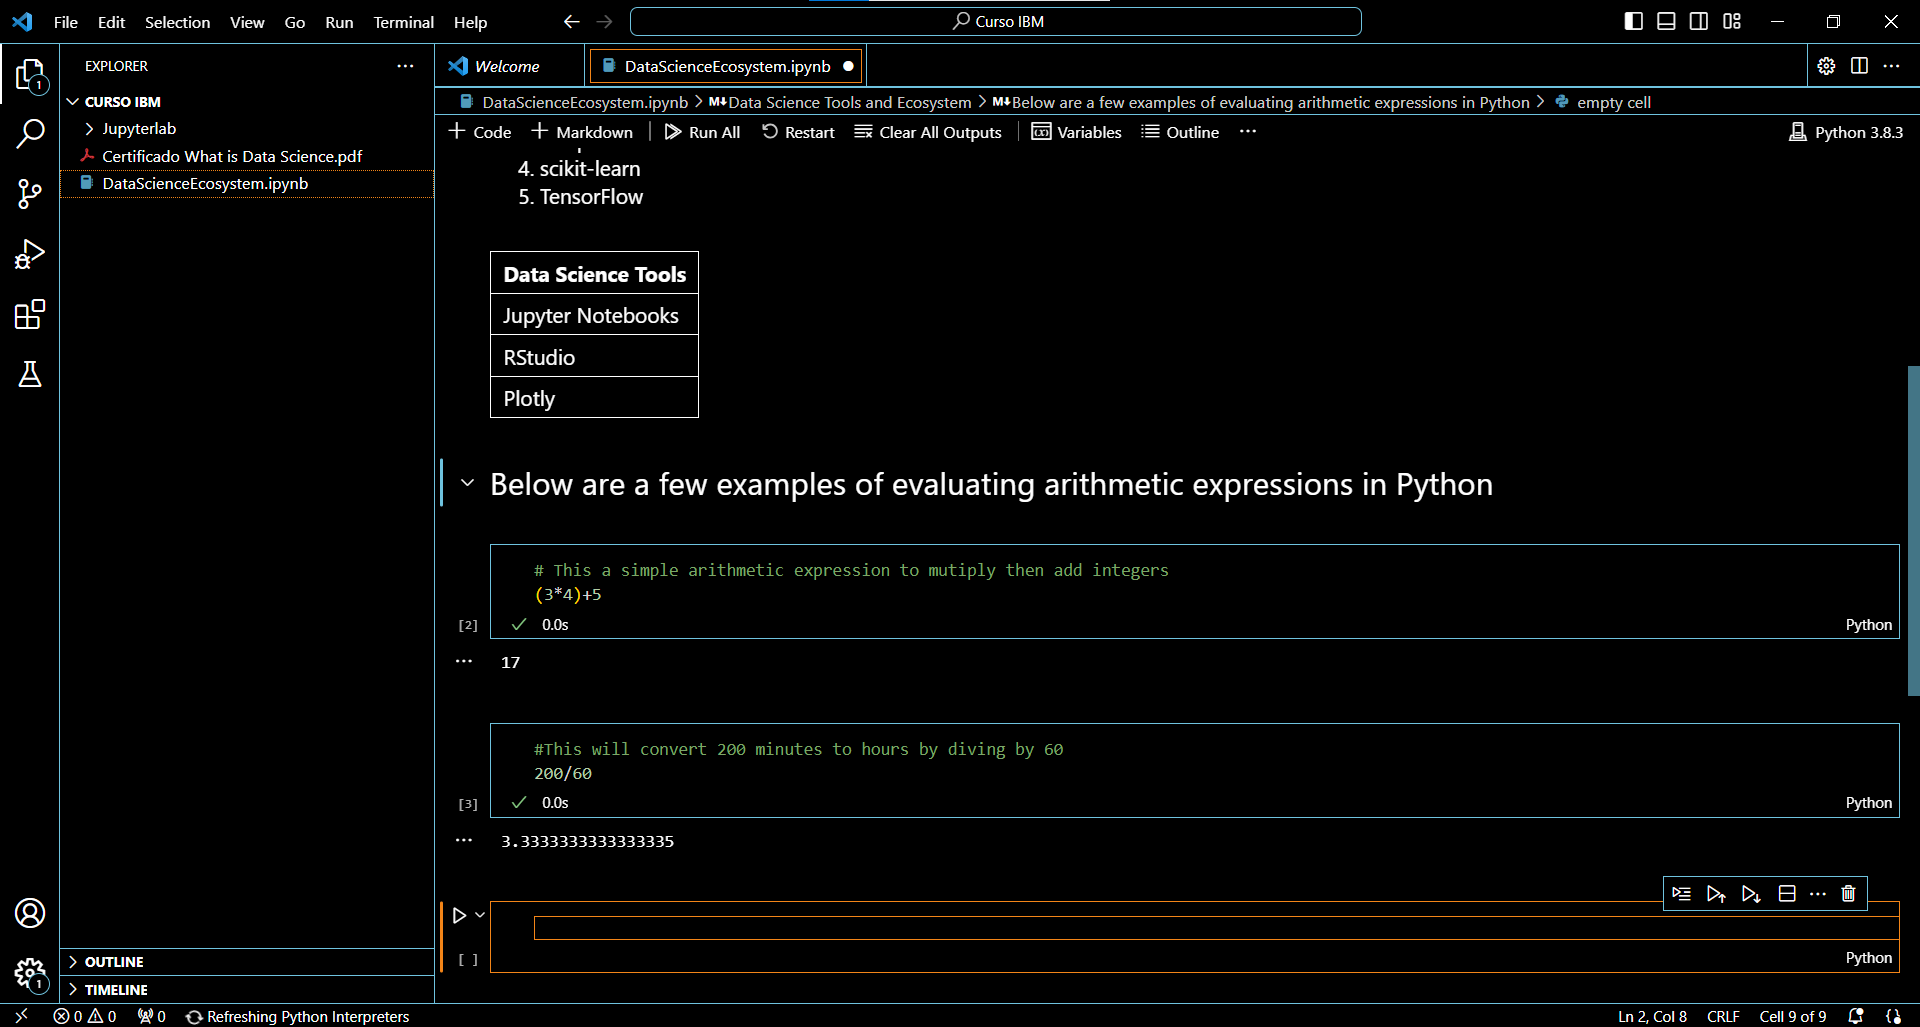 File Edit Selection View Go Run Terminal Help
Curso IBM
EXPLORER
1
CURSO IBM
Jupyterlab
Certificado What is Data Science.pdf
DataScienceEcosystem.ipynb
OUTLINE
TIMELINE
1
Welcome
DataScienceEcosystem.ipynb
DataScienceEcosystem.ipynb > M↓Data Science Tools and Ecosystem > M↓Below are a few examples of evaluating arithmetic expressions in Python > empty cell
+ Code + Markdown | Run All Restart Clear All Outputs | Variables Outline ...
Python 3.8.3
4. scikit-learn
5. TensorFlow
Data Science Tools
Jupyter Notebooks
RStudio
Plotly
Below are a few examples of evaluating arithmetic expressions in Python
# This a simple arithmetic expression to mutiply then add integers
(3*4)+5
[2]
0.0s
Python
17
#This will convert 200 minutes to hours by diving by 60
200/60
[3]
0.0s
Python
3.3333333333333335
[ ]
Python
0 0 0 Refreshing Python Interpreters
Ln 2, Col 8 CRLF Cell 9 of 9